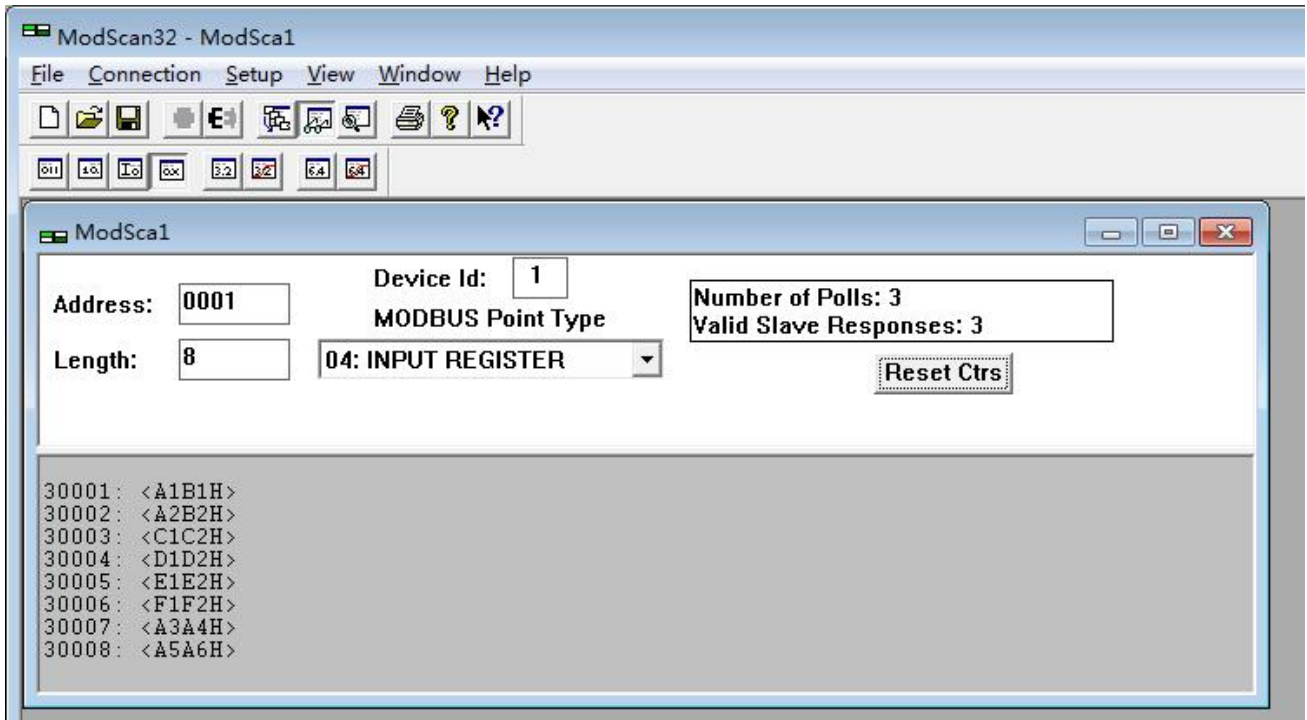 ModScan32 - ModSca1
File Connection Setup View Window Help
ModSca1
Address: 0001
Device Id: 1
MODBUS Point Type
Length: 8
04: INPUT REGISTER
Number of Polls: 3
Valid Slave Responses: 3
Reset Ctrs
30001: <A1B1H>
30002: <A2B2H>
30003: <C1C2H>
30004: <D1D2H>
30005: <E1E2H>
30006: <F1F2H>
30007: <A3A4H>
30008: <A5A6H>